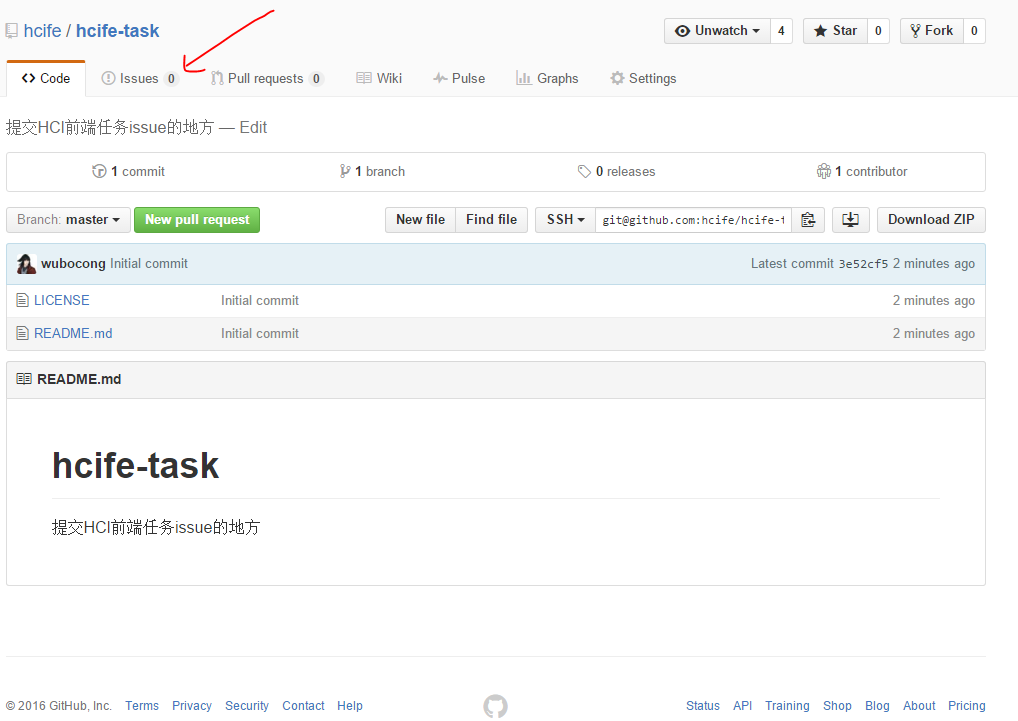 hcife / hcife-task
Unwatch 4 Star 0 Fork 0
Code Issues 0 Pull requests 0 Wiki Pulse Graphs Settings
提交HCI前端任务issue的地方 — Edit
1 commit 1 branch 0 releases 1 contributor
Branch: master New pull request New file Find file SSH git@github.com:hcife/hcife-t Download ZIP
wubocong Initial commit Latest commit 3e52cf5 2 minutes ago
LICENSE Initial commit 2 minutes ago
README.md Initial commit 2 minutes ago
README.md
hcife-task
提交HCI前端任务issue的地方
© 2016 GitHub, Inc. Terms Privacy Security Contact Help Status API Training Shop Blog About Pricing